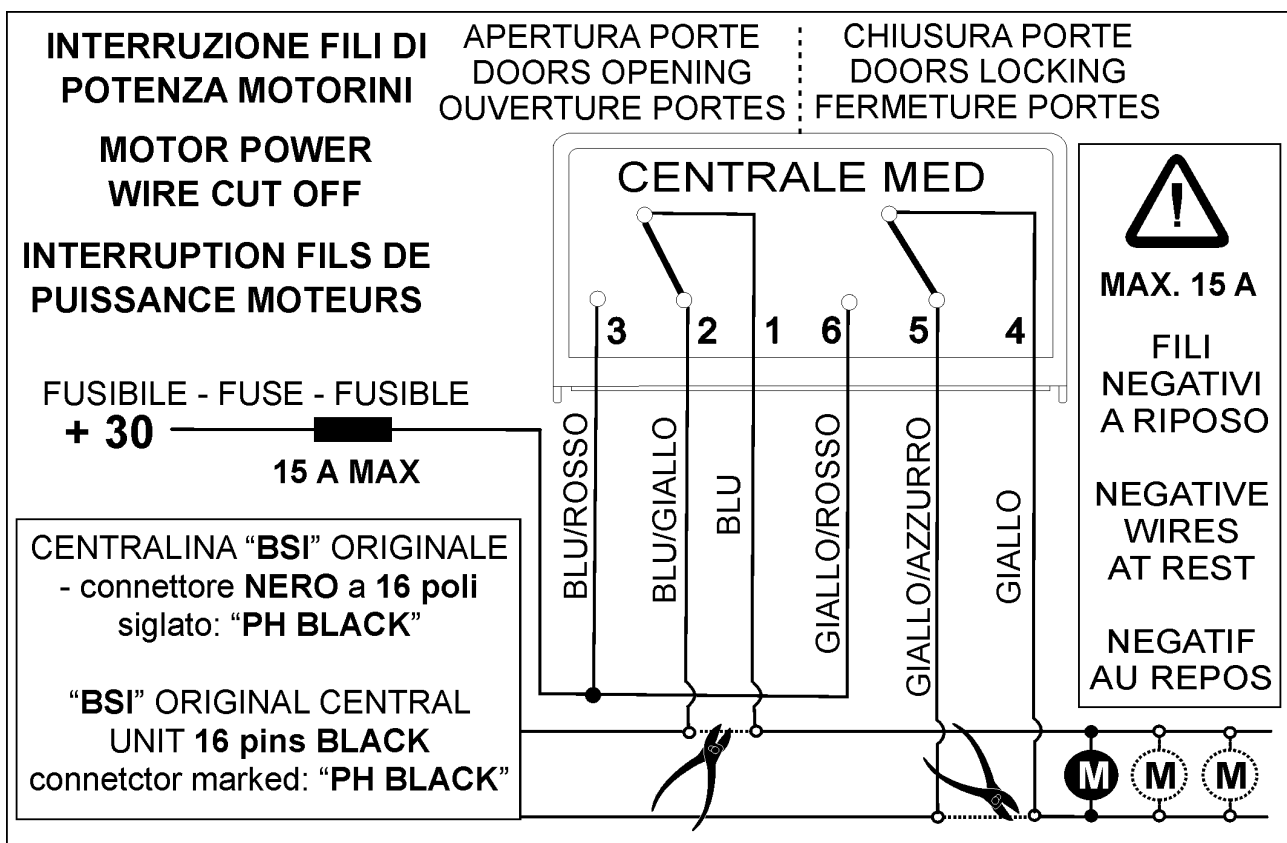 INTERRUZIONE FILI DI
POTENZA MOTORINI
MOTOR POWER
WIRE CUT OFF
INTERRUPTION FILS DE
PUISSANCE MOTEURS
APERTURA PORTE
DOORS OPENING
OUVERTURE PORTES
CHIUSURA PORTE
DOORS LOCKING
FERMETURE PORTES
CENTRALE MED
3 2 1 6 5 4
!
MAX. 15 A
FILI
NEGATIVI
A RIPOSO
NEGATIVE
WIRES
AT REST
NEGATIF
AU REPOS
FUSIBILE - FUSE - FUSIBLE
+ 30
15 A MAX
BLU/ROSSO
BLU/GIALLO
BLU
GIALLO/ROSSO
GIALLO/AZZURRO
GIALLO
CENTRALINA “BSI” ORIGINALE
- connettore NERO a 16 poli
siglato: “PH BLACK”
“BSI” ORIGINAL CENTRAL
UNIT 16 pins BLACK
connetctor marked: “PH BLACK”
M M M